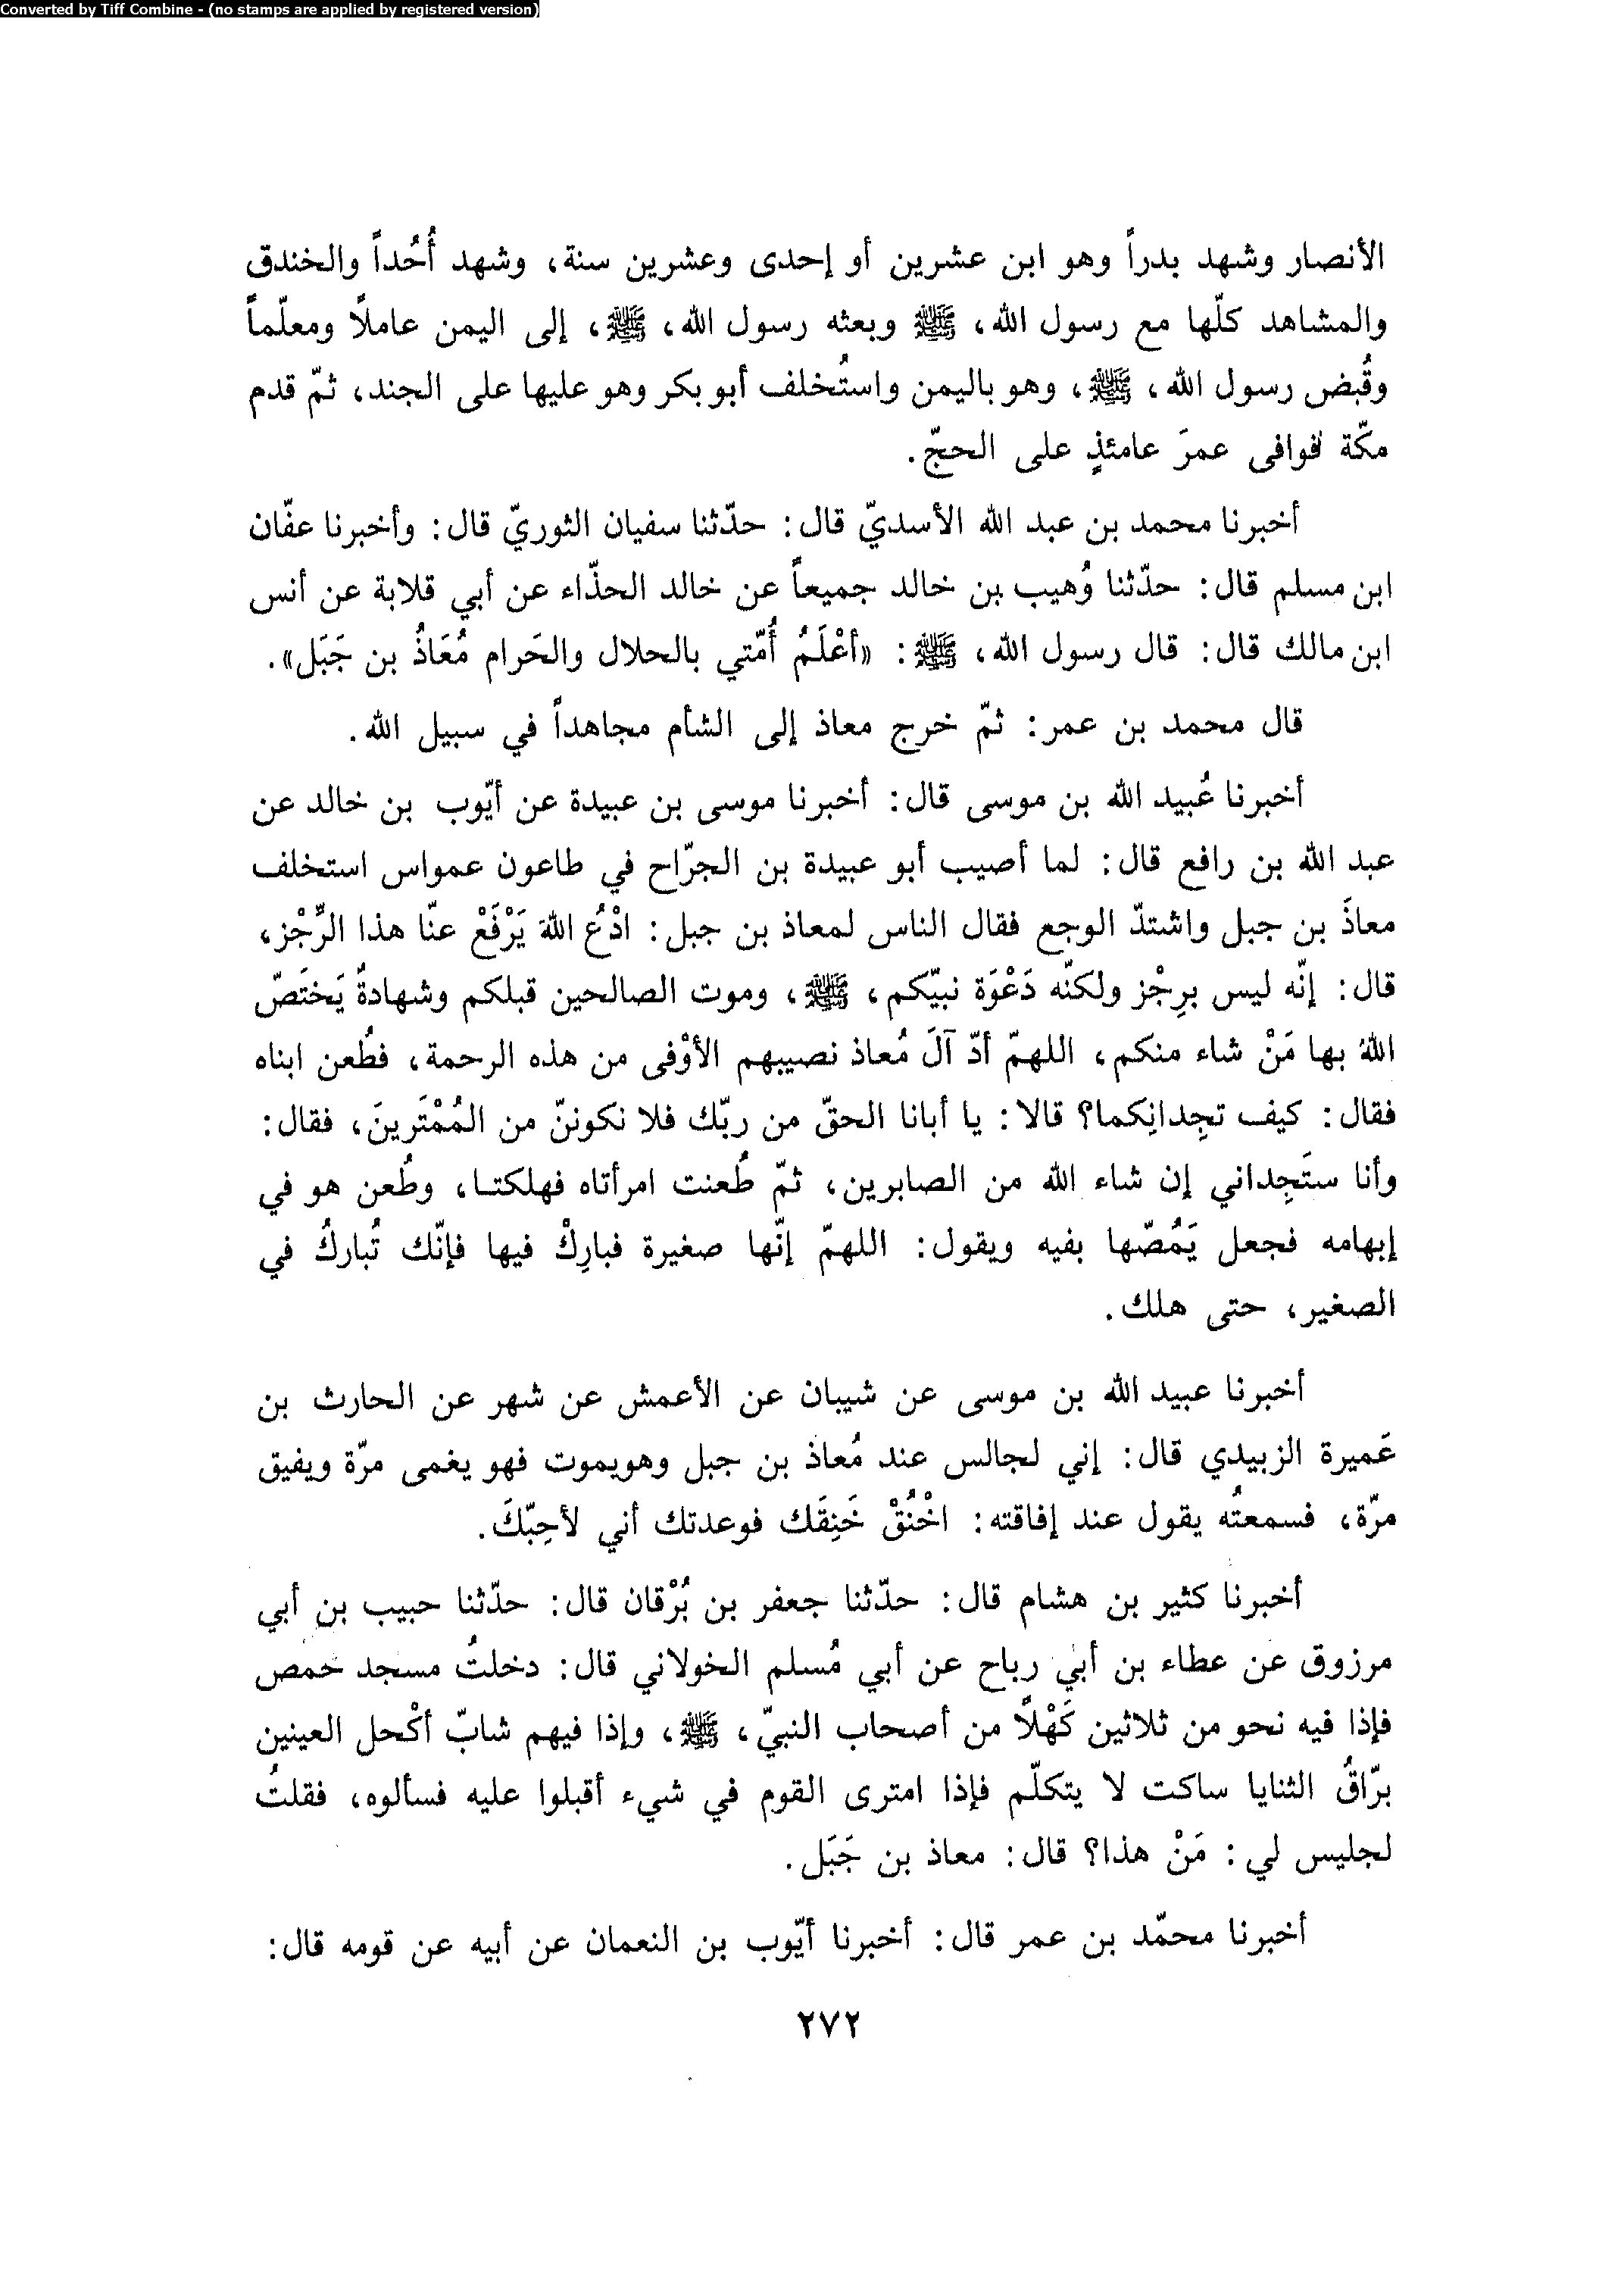 Converted by Tiff Combine - (no stamps are applied by registered version)
الأنصار وشهد بدراً وهو ابن عشرين أو إحدى وعشرين سنة، وشهد أُحُداً والخندق
والمشاهد كلّها مع رسول الله، ﷺ وبعثه رسول الله، ﷺ، إلى اليمن عاملاً ومعلّماً
وقُبض رسول الله، ﷺ، وهو باليمن واستُخلف أبو بكر وهو عليها على الجند، ثمّ قدم
مكّة فوافى عمرَ عامئذٍ على الحجّ.
أخبرنا محمد بن عبد الله الأسديّ قال: حدّثنا سفيان الثوريّ قال: وأخبرنا عفّان
ابن مسلم قال: حدّثنا وُهيب بن خالد جميعاً عن خالد الحذّاء عن أبي قلابة عن أنس
ابن مالك قال: قال رسول الله، ﷺ: «أعْلَمُ أُمّتي بالحلال والحَرام مُعَاذُ بن جَبَل».
قال محمد بن عمر: ثمّ خرج معاذ إلى الشأم مجاهداً في سبيل الله.
أخبرنا عُبيد الله بن موسى قال: أخبرنا موسى بن عبيدة عن أيّوب بن خالد عن
عبد الله بن رافع قال: لما أصيب أبو عبيدة بن الجرّاح في طاعون عمواس استخلف
معاذَ بن جبل واشتدّ الوجع فقال الناس لمعاذ بن جبل: ادْعُ اللهَ يَرْفَعْ عنّا هذا الرِّجْز،
قال: إنّه ليس برِجْز ولكنّه دَعْوَة نبيّكم، ﷺ، وموت الصالحين قبلكم وشهادةٌ يَختَصّ
اللهُ بها مَنْ شاء منكم، اللهمّ أدّ آلَ مُعاذ نصيبهم الأوْفى من هذه الرحمة، فطُعن ابناه
فقال: كيف تجِدانِكما؟ قالا: يا أبانا الحقّ من ربّك فلا نكوننّ من المُمْتَرينَ، فقال:
وأنا ستَجِداني إن شاء الله من الصابرين، ثمّ طُعنت امرأتاه فهلكتـا، وطُعن هو في
إبهامه فجعل يَمُصّها بفيه ويقول: اللهمّ إنّها صغيرة فبارِكْ فيها فإنّك تُباركُ في
الصغير، حتى هلك.
أخبرنا عبيد الله بن موسى عن شيبان عن الأعمش عن شهر عن الحارث بن
عَميرة الزبيدي قال: إني لجالس عند مُعاذ بن جبل وهويموت فهو يغمى مرّة ويفيق
مرّة، فسمعتُه يقول عند إفاقته: اخْنُقْ خَنِقَك فوعدتك أني لأحِبّكَ.
أخبرنا كثير بن هشام قال: حدّثنا جعفر بن بُرْقان قال: حدّثنا حبيب بن أبي
مرزوق عن عطاء بن أبي رباح عن أبي مُسلم الخولاني قال: دخلتُ مسجد حمص
فإذا فيه نحو من ثلاثين كَهْلاً من أصحاب النبيّ، ﷺ، وإذا فيهم شابّ أكْحل العينين
برّاقُ الثنايا ساكت لا يتكلّم فإذا امترى القوم في شيء أقبلوا عليه فسألوه، فقلتُ
لجليس لي: مَنْ هذا؟ قال: معاذ بن جَبَل.
أخبرنا محمّد بن عمر قال: أخبرنا أيّوب بن النعمان عن أبيه عن قومه قال:
٢٧٢